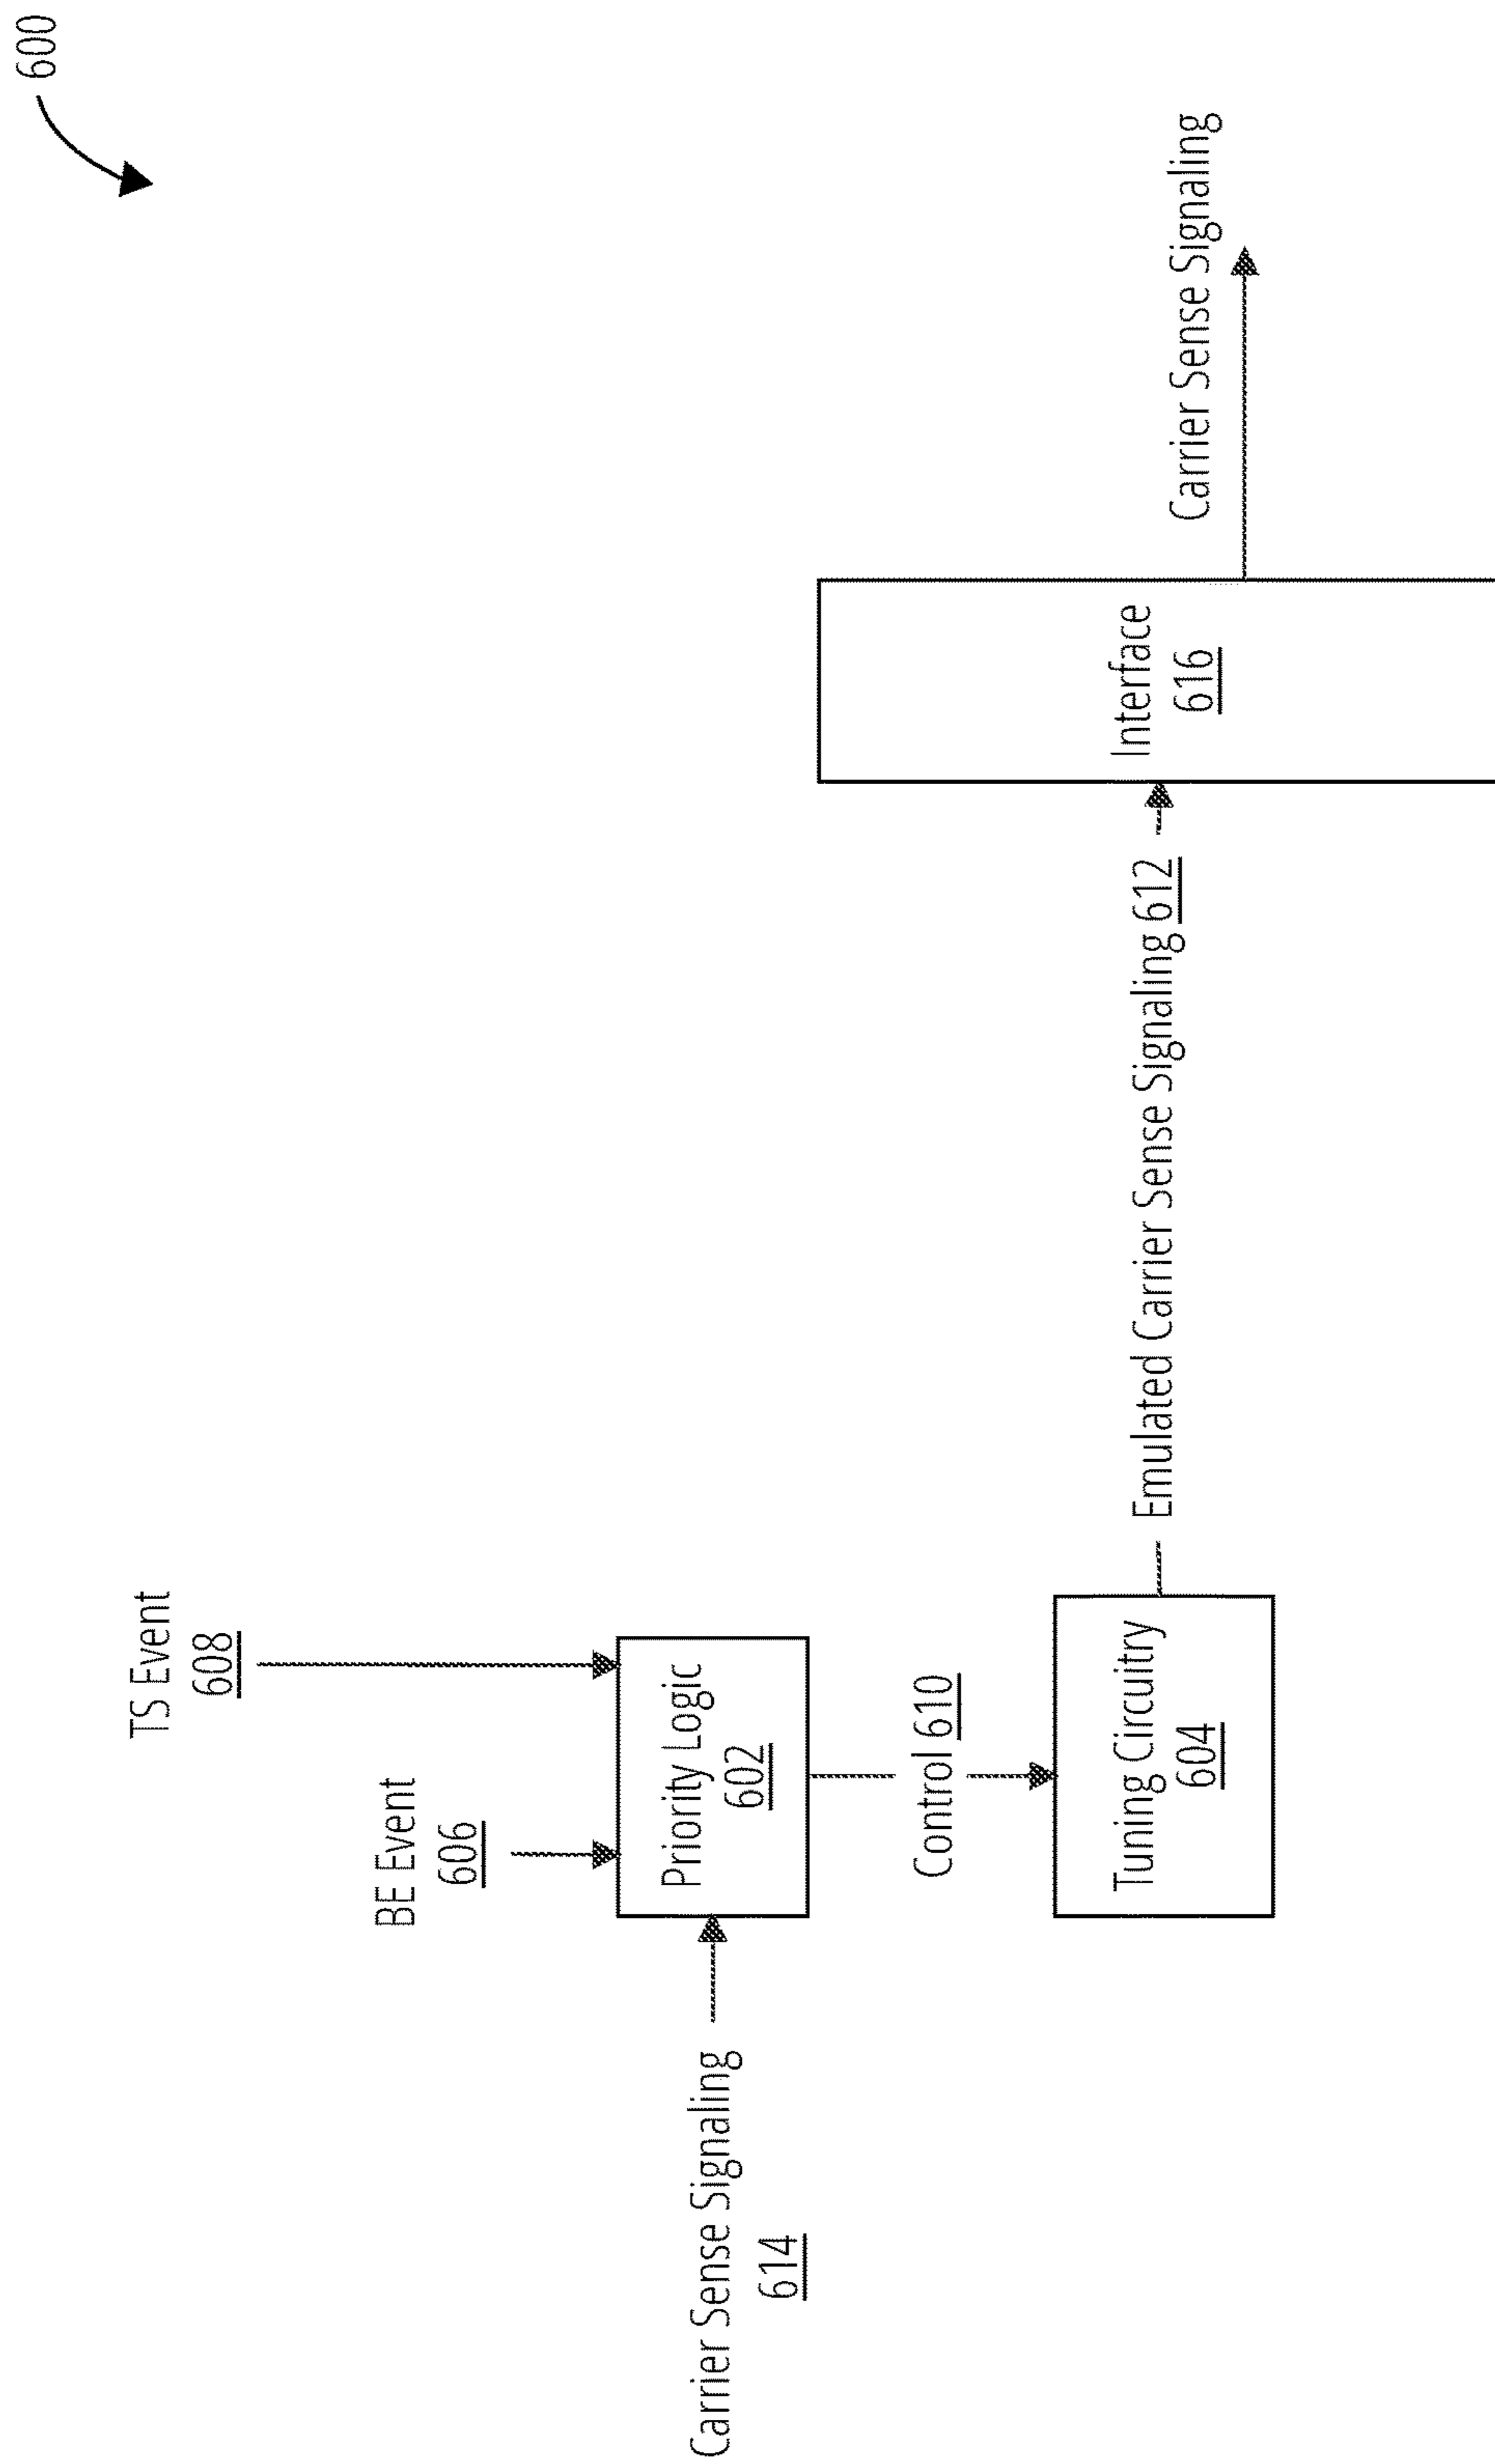 600
TS Event
608
BE Event
606
Carrier Sense Signaling
614
Priority Logic
602
Control 610
Tuning Circuitry
604
Emulated Carrier Sense Signaling 612
Interface
616
Carrier Sense Signaling